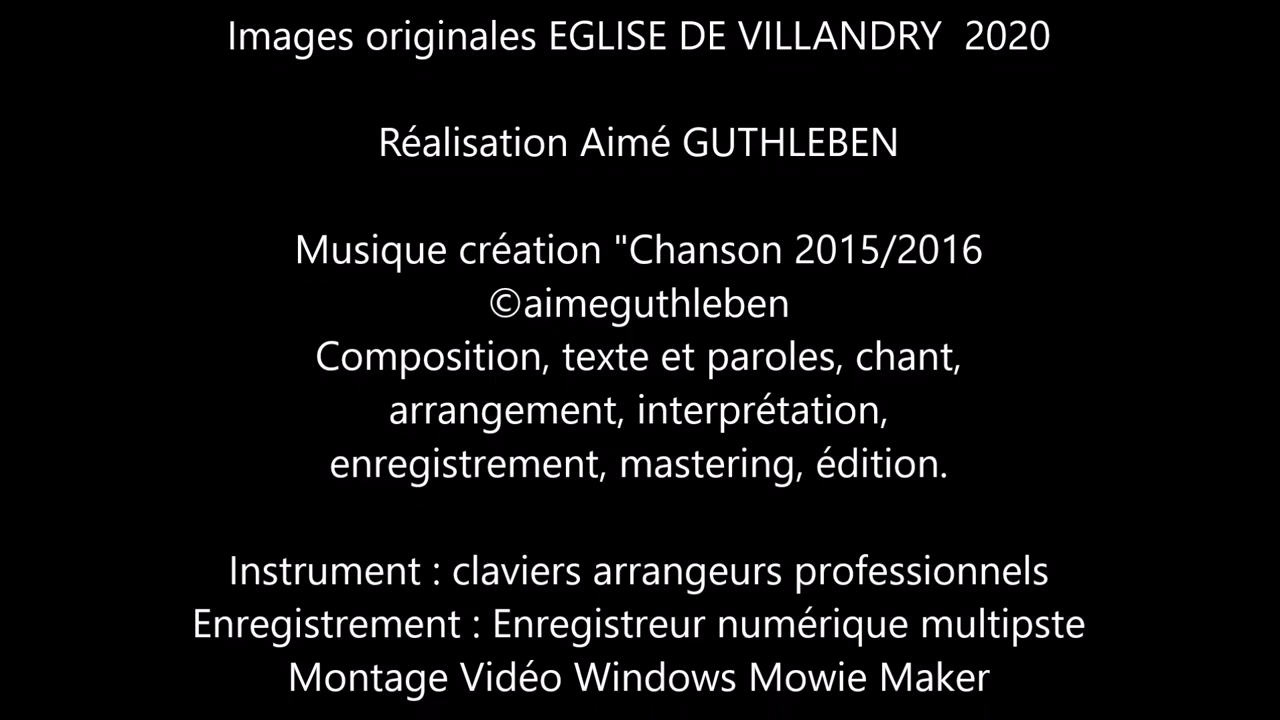 Images originales EGLISE DE VILLANDRY  2020
Réalisation Aimé GUTHLEBEN
Musique création "Chanson 2015/2016
©aimeguthleben
Composition, texte et paroles, chant,
arrangement, interprétation,
enregistrement, mastering, édition.
Instrument : claviers arrangeurs professionnels
Enregistrement : Enregistreur numérique multipste
Montage Vidéo Windows Mowie Maker